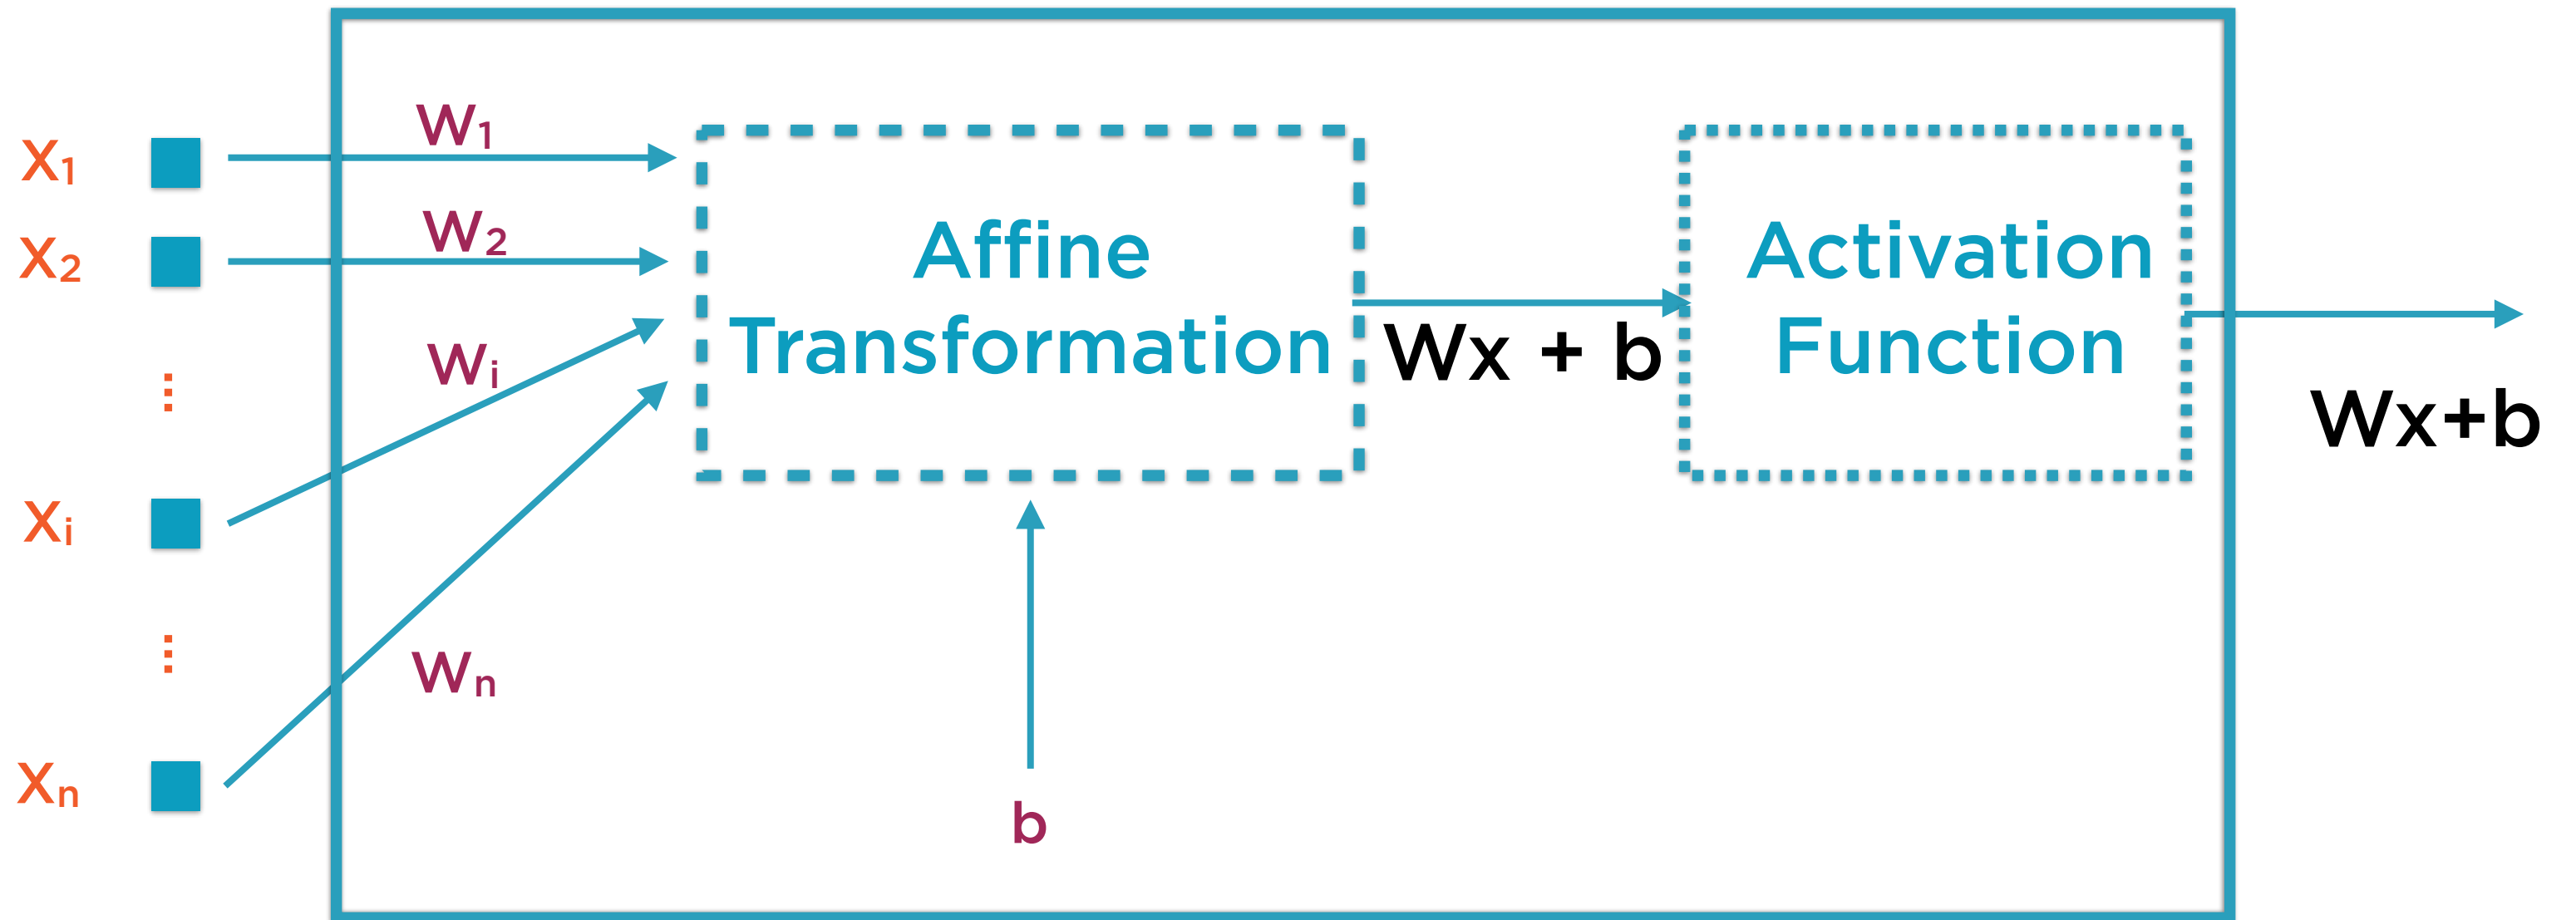 X₁
W₁
X₂
W₂
Affine
Transformation
Activation
Function
Wᵢ
Wx + b
Wx+b
⋮
Xᵢ
⋮
Wₙ
Xₙ
b